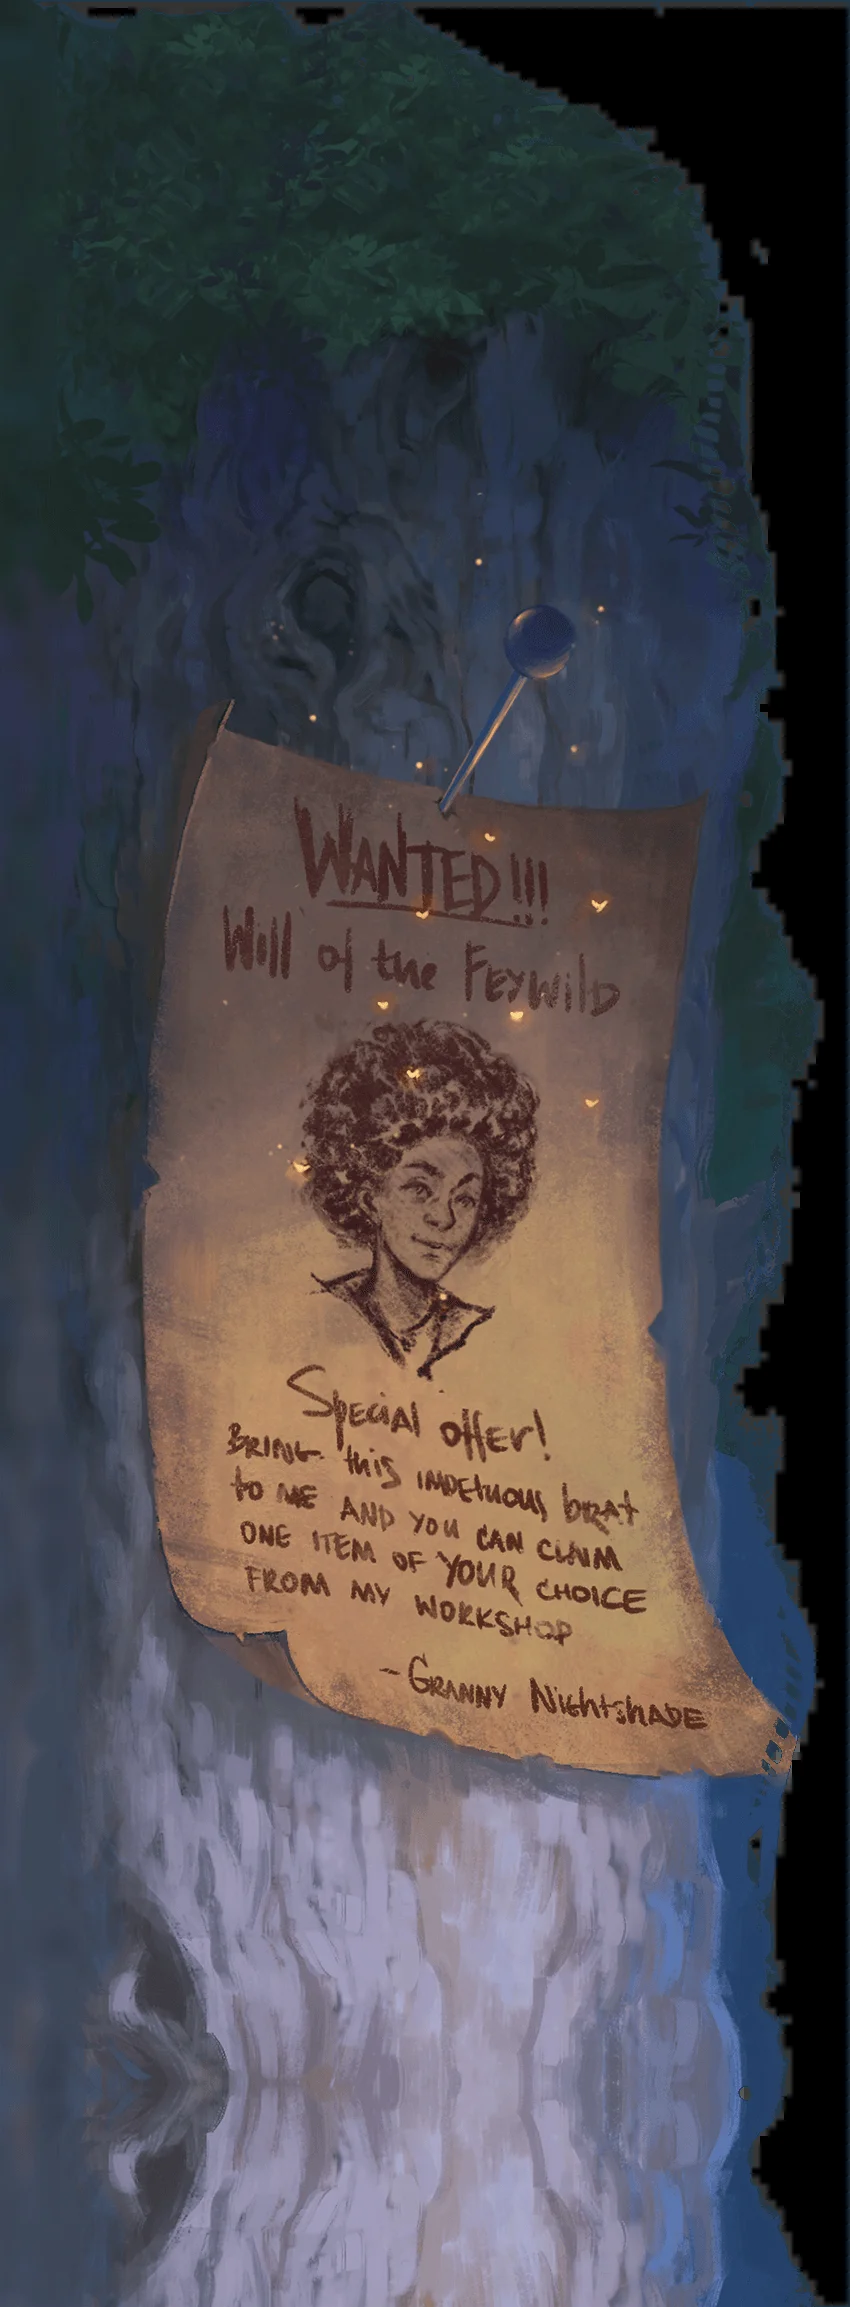 WANTED!!!
Will of the FEYWILD
Special offer!
BRING this IMPETUOUS brat
to ME AND YOU CAN CLAIM
ONE ITEM OF YOUR CHOICE
FROM MY WORKSHOP
- GRANNY NightshADE